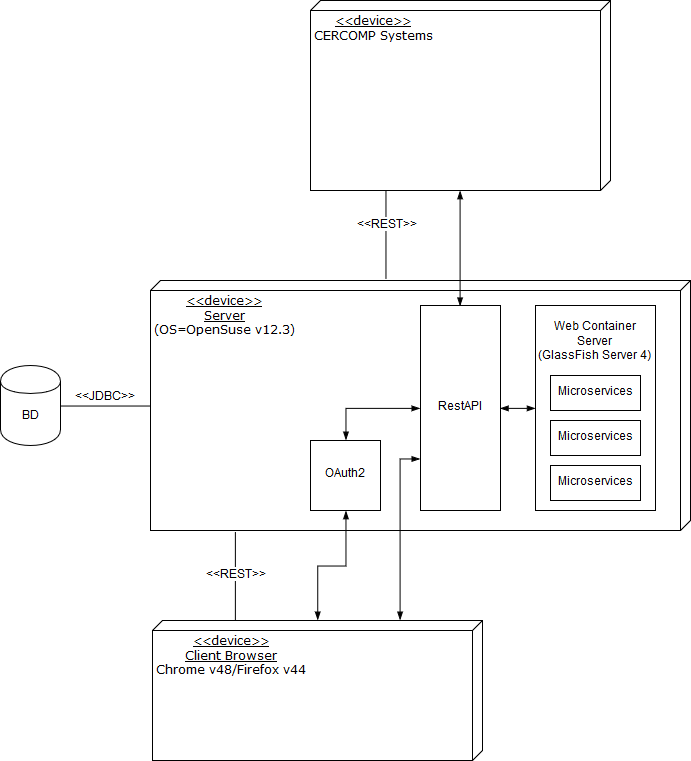 <<device>>
CERCOMP Systems
<<REST>>
<<device>>
Server
(OS=OpenSuse v12.3)
Web Container
Server
(GlassFish Server 4)
Microservices
<<JDBC>>
BD
RestAPI
Microservices
OAuth2
Microservices
<<REST>>
<<device>>
Client Browser
Chrome v48/Firefox v44